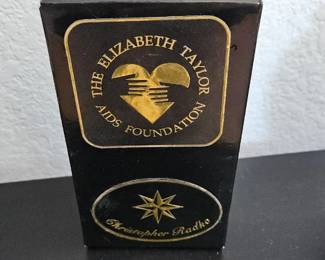 THE ELIZABETH TAYLOR
AIDS FOUNDATION
Christopher Radko